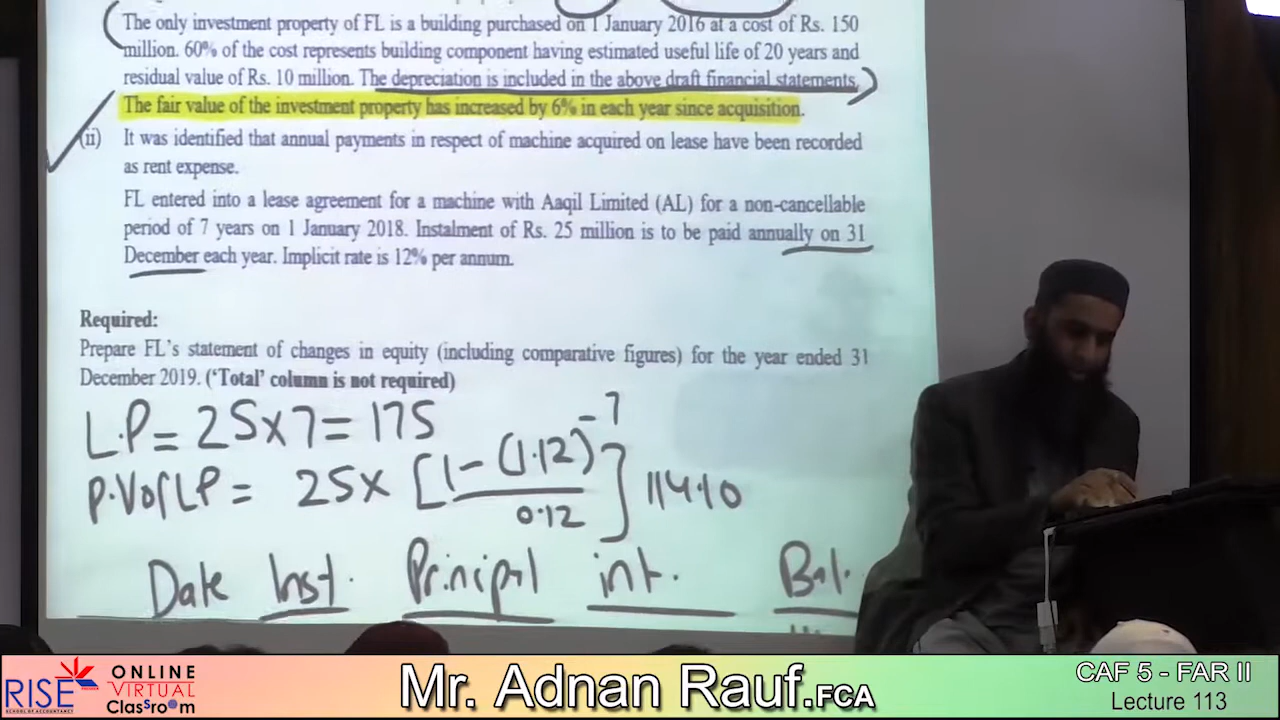 The only investment property of FL is a building purchased on 1 January 2016 at a cost of Rs. 150
million. 60% of the cost represents building component having estimated useful life of 20 years and
residual value of Rs. 10 million. The depreciation is included in the above draft financial statements.
The fair value of the investment property has increased by 6% in each year since acquisition.
(ii) It was identified that annual payments in respect of machine acquired on lease have been recorded
as rent expense.
FL entered into a lease agreement for a machine with Aaqil Limited (AL) for a non-cancellable
period of 7 years on 1 January 2018. Instalment of Rs. 25 million is to be paid annually on 31
December each year. Implicit rate is 12% per annum.
Required:
Prepare FL's statement of changes in equity (including comparative figures) for the year ended 31
December 2019. ('Total' column is not required)
L.P = 25x7 = 175
P.V of LP = 25x [1-(1.12)-7 / 0.12] 114.10
Date Inst. Principal int. Bal.
RISE ONLINE VIRTUAL ClassrOOm
SCHOOL OF ACCOUNTANCY
Mr. Adnan Rauf.FCA
CAF 5 - FAR II
Lecture 113